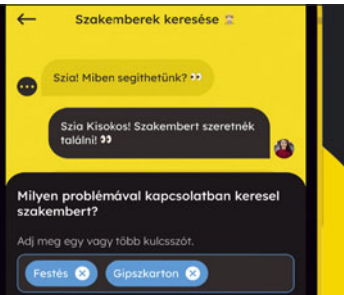 Szakemberek keresése
Szia! Miben segíthetünk? 👀
Szia Kisokos! Szakembert szeretnék
találni! 👀
Milyen problémával kapcsolatban keresel
szakembert?
Adj meg egy vagy több kulcsszót.
Festés
Gipszkarton